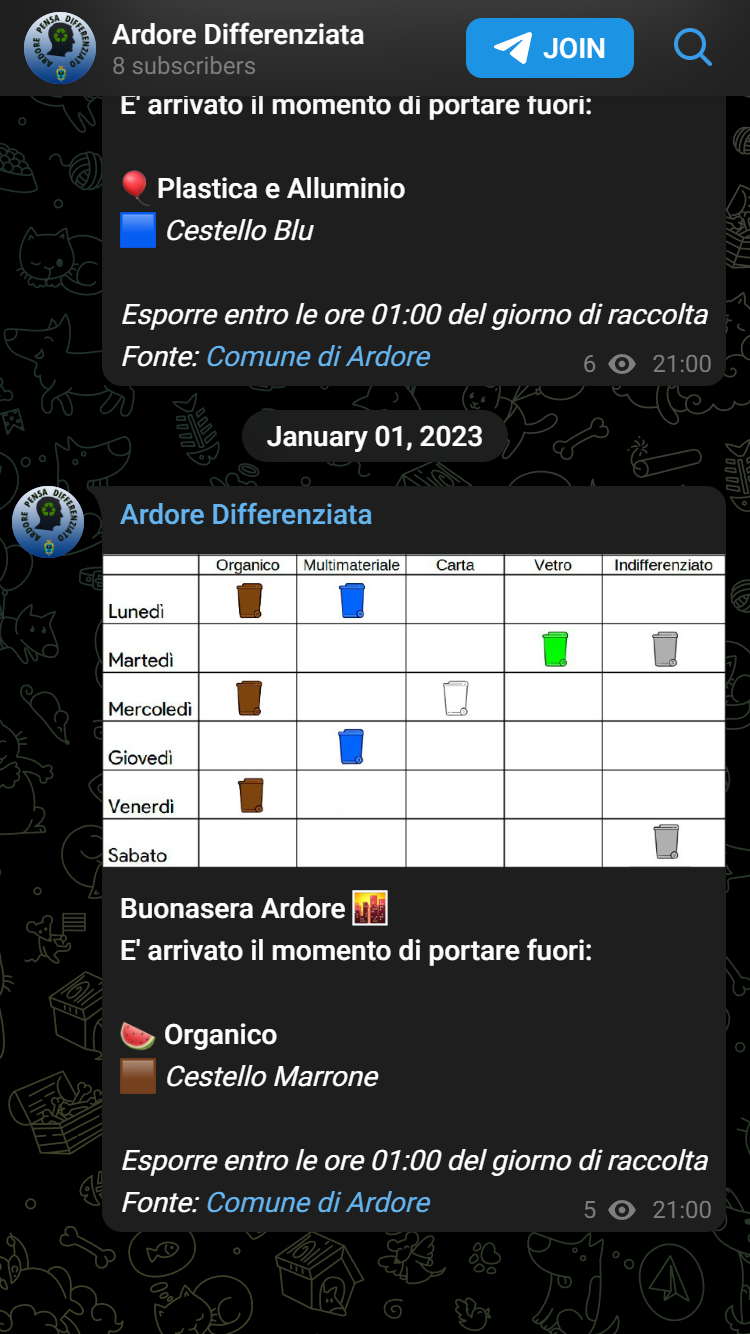 Ardore Differenziata
8 subscribers
JOIN
E' arrivato il momento di portare fuori:
Plastica e Alluminio
Cestello Blu
Esporre entro le ore 01:00 del giorno di raccolta
Fonte: Comune di Ardore
6 21:00
January 01, 2023
ARDORE PENSA DIFFERENZIATO
Ardore Differenziata
Organico Multimateriale Carta Vetro Indifferenziato
Lunedì
Martedì
Mercoledì
Giovedì
Venerdì
Sabato
Buonasera Ardore
E' arrivato il momento di portare fuori:
Organico
Cestello Marrone
Esporre entro le ore 01:00 del giorno di raccolta
Fonte: Comune di Ardore
5 21:00